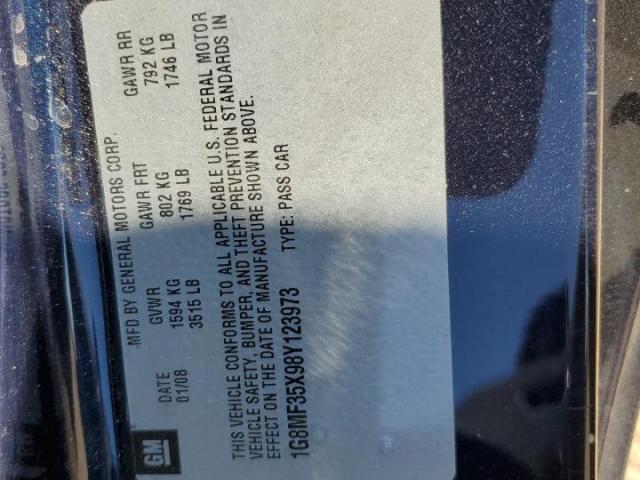 GM
MFD BY GENERAL MOTORS CORP.
DATE GVWR GAWR FRT GAWR RR
01/08 1594 KG 802 KG 792 KG
3515 LB 1769 LB 1746 LB
THIS VEHICLE CONFORMS TO ALL APPLICABLE U.S. FEDERAL MOTOR
VEHICLE SAFETY, BUMPER, AND THEFT PREVENTION STANDARDS IN
EFFECT ON THE DATE OF MANUFACTURE SHOWN ABOVE.
1G8MF35X98Y123973 TYPE: PASS CAR